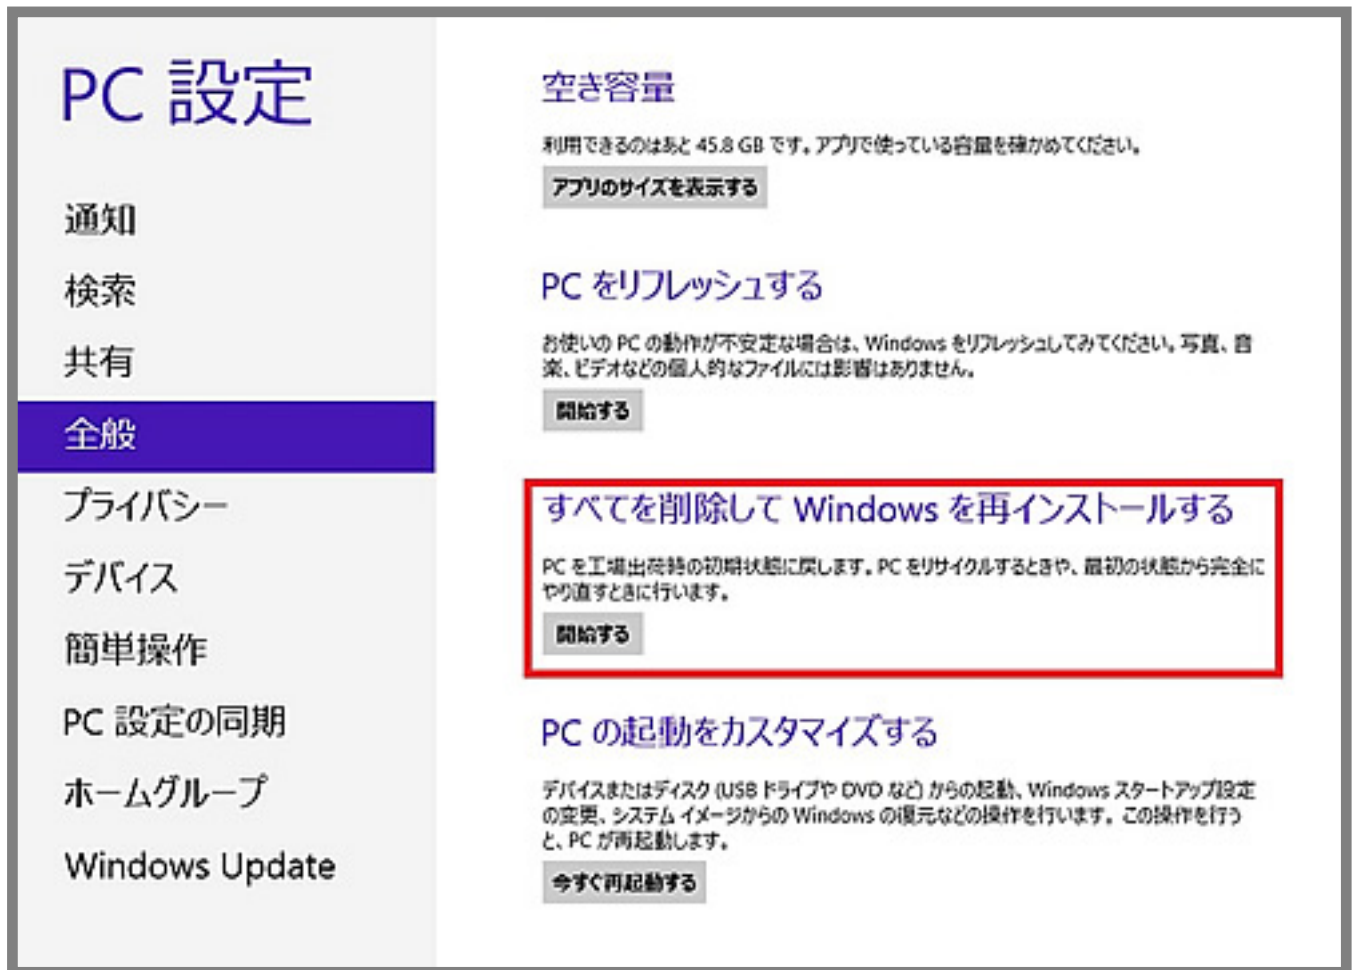 PC 設定
通知
検索
共有
全般
プライバシー
デバイス
簡単操作
PC 設定の同期
ホームグループ
Windows Update
空き容量
利用できるのはあと 45.8 GB です。アプリで使っている容量を確かめてください。
アプリのサイズを表示する
PC をリフレッシュする
お使いの PC の動作が不安定な場合は、Windows をリフレッシュしてみてください。写真、音
楽、ビデオなどの個人的なファイルには影響はありません。
開始する
すべてを削除して Windows を再インストールする
PC を工場出荷時の初期状態に戻します。PC をリサイクルするときや、最初の状態から完全に
やり直すときに行います。
開始する
PC の起動をカスタマイズする
デバイスまたはディスク (USB ドライブや DVD など) からの起動、Windows スタートアップ設定
の変更、システム イメージからの Windows の復元などの操作を行います。この操作を行う
と、PC が再起動します。
今すぐ再起動する